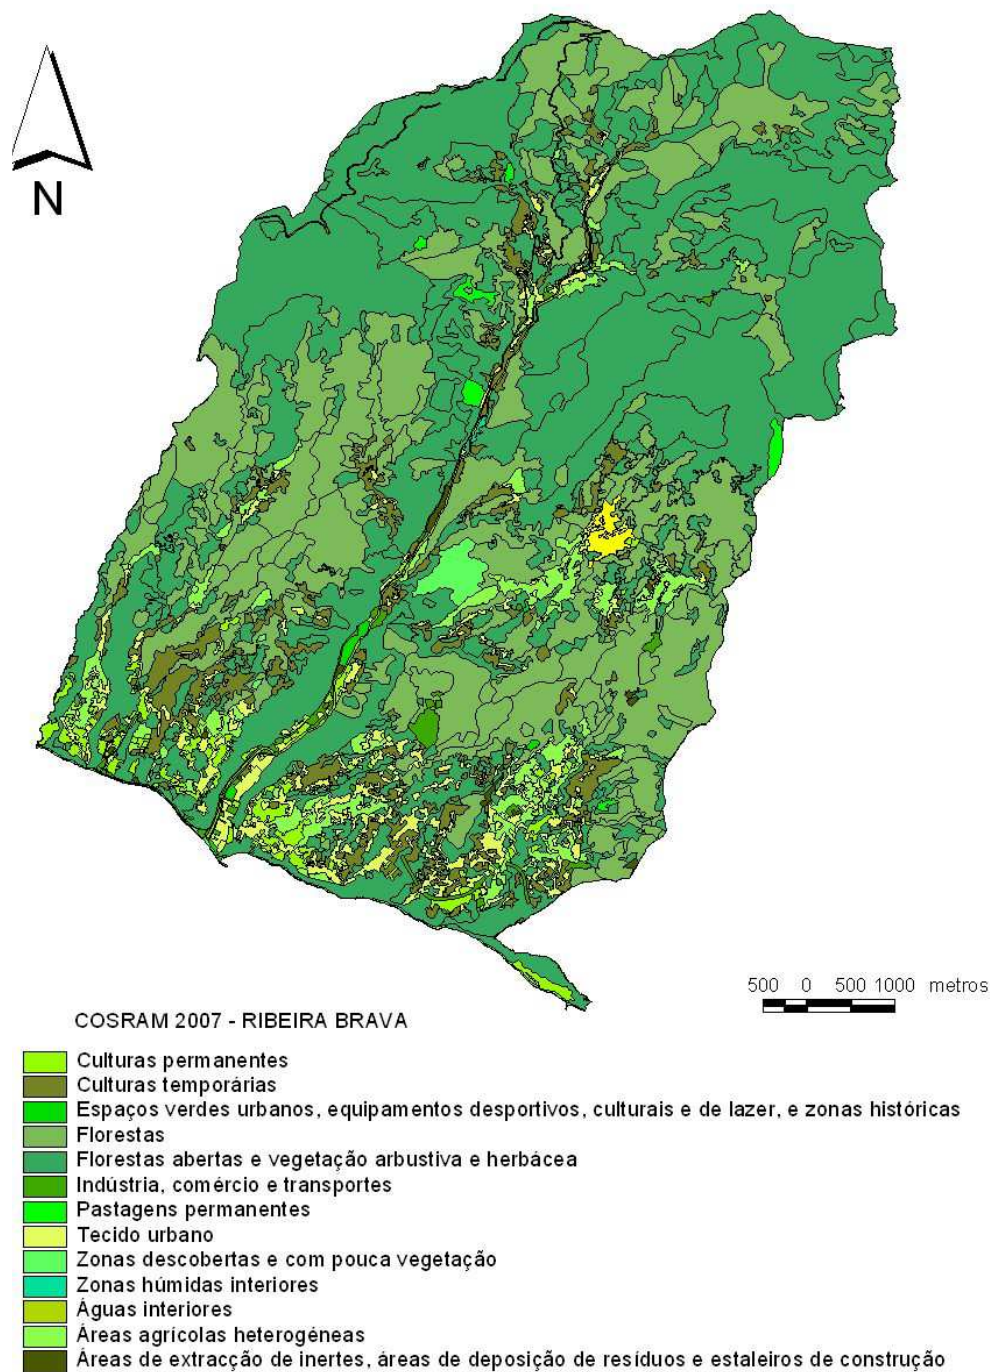 N
500 0 500 1000 metros
COSRAM 2007 - RIBEIRA BRAVA
Culturas permanentes
Culturas temporárias
Espaços verdes urbanos, equipamentos desportivos, culturais e de lazer, e zonas históricas
Florestas
Florestas abertas e vegetação arbustiva e herbácea
Indústria, comércio e transportes
Pastagens permanentes
Tecido urbano
Zonas descobertas e com pouca vegetação
Zonas húmidas interiores
Águas interiores
Áreas agrícolas heterogéneas
Áreas de extracção de inertes, áreas de deposição de resíduos e estaleiros de construção